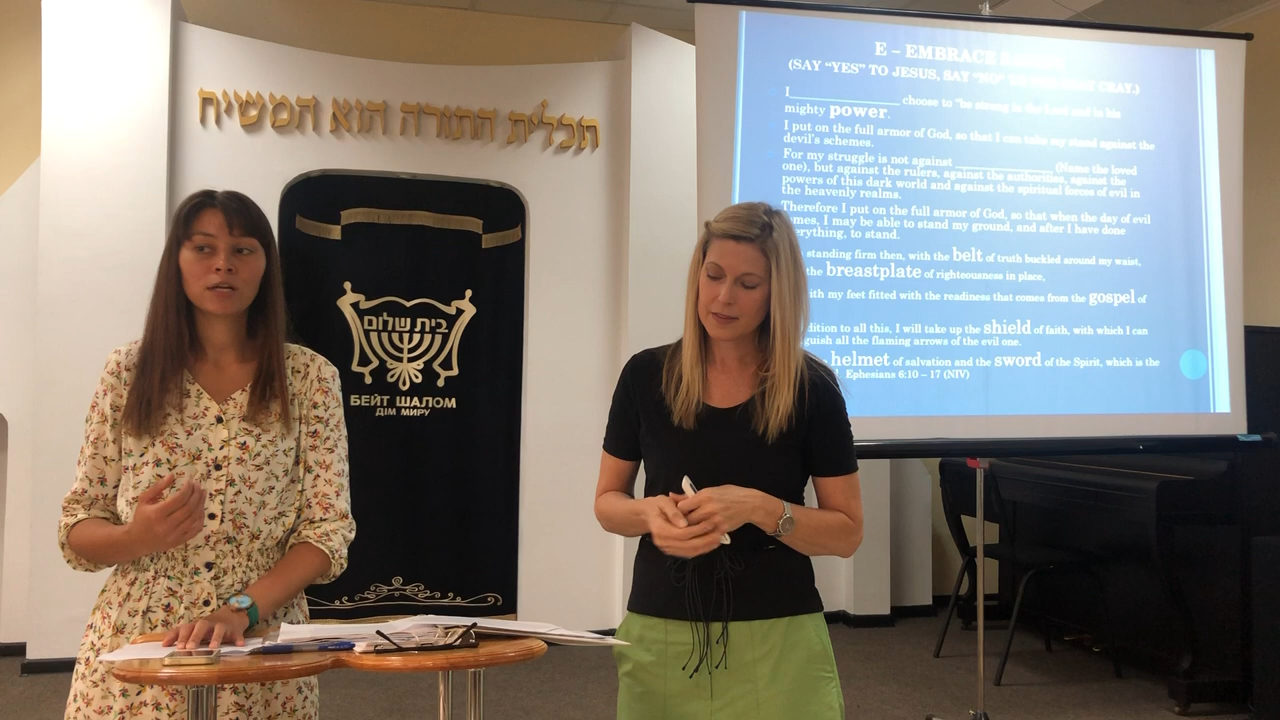 תכלית התורה הוא המשיח
בית שלום
БЕЙТ ШАЛОМ
ДІМ МИРУ
E – EMBRACE
(SAY “YES” TO JESUS, SAY “NO” TO CRAY.)
I______________ choose to “be strong in the Lord and in his
mighty power.
I put on the full armor of God, so that I can take my stand against the
devil's schemes.
For my struggle is not against ______________ (Name the loved
one), but against the rulers, against the authorities, against the
powers of this dark world and against the spiritual forces of evil in
the heavenly realms.
Therefore I put on the full armor of God, so that when the day of evil
omes, I may be able to stand my ground, and after I have done
erything, to stand.
standing firm then, with the belt of truth buckled around my waist,
the breastplate of righteousness in place,
ith my feet fitted with the readiness that comes from the gospel of
dition to all this, I will take up the shield of faith, with which I can
guish all the flaming arrows of the evil one.
helmet of salvation and the sword of the Spirit, which is the
Ephesians 6:10 – 17 (NIV)